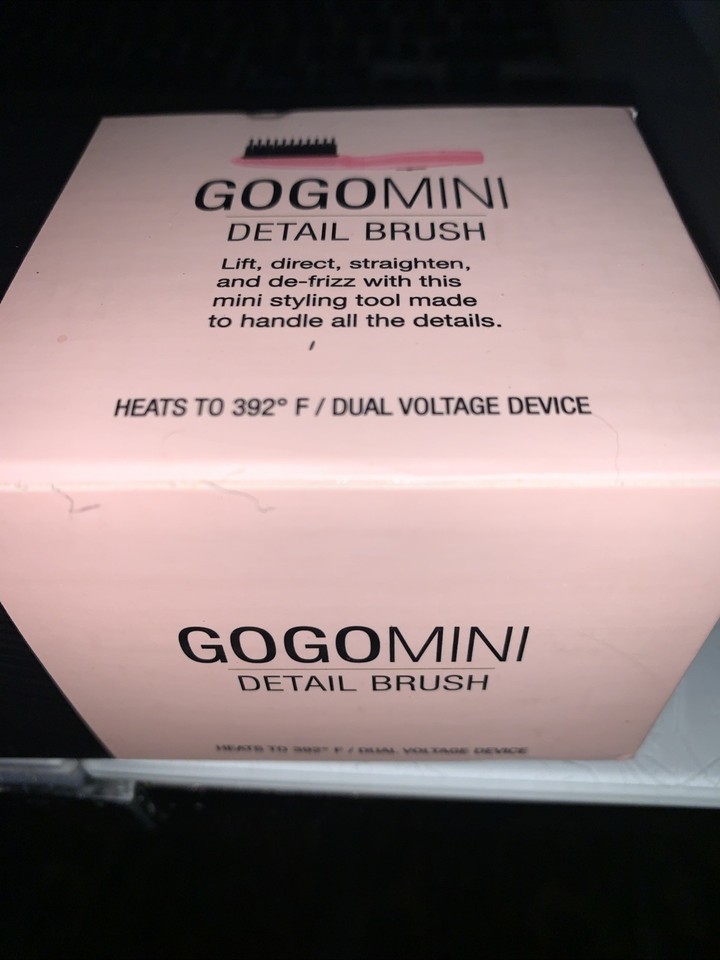 GOGOMINI
DETAIL BRUSH
Lift, direct, straighten,
and de-frizz with this
mini styling tool made
to handle all the details.
HEATS TO 392° F / DUAL VOLTAGE DEVICE
GOGOMINI
DETAIL BRUSH
HEATS TO 392° F / DUAL VOLTAGE DEVICE